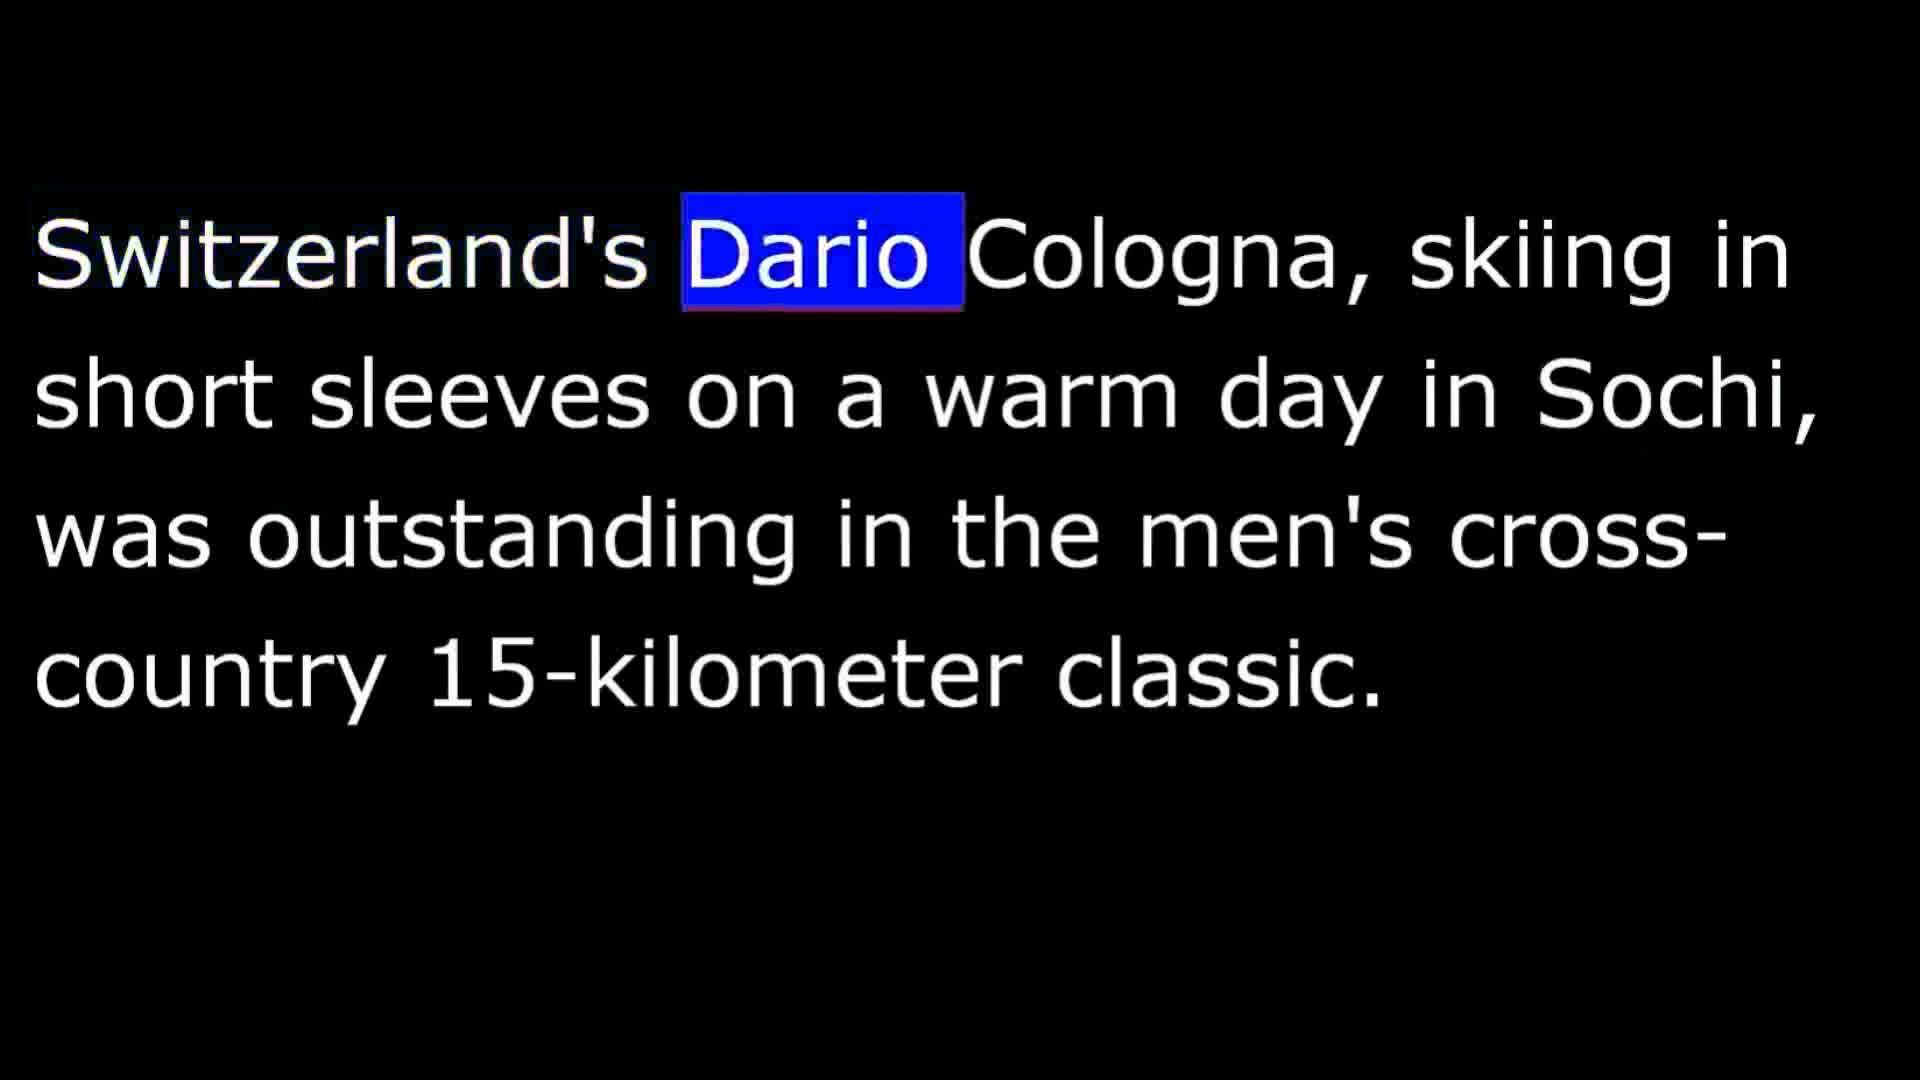 Switzerland's Dario Cologna, skiing in
short sleeves on a warm day in Sochi,
was outstanding in the men's cross-
country 15-kilometer classic.